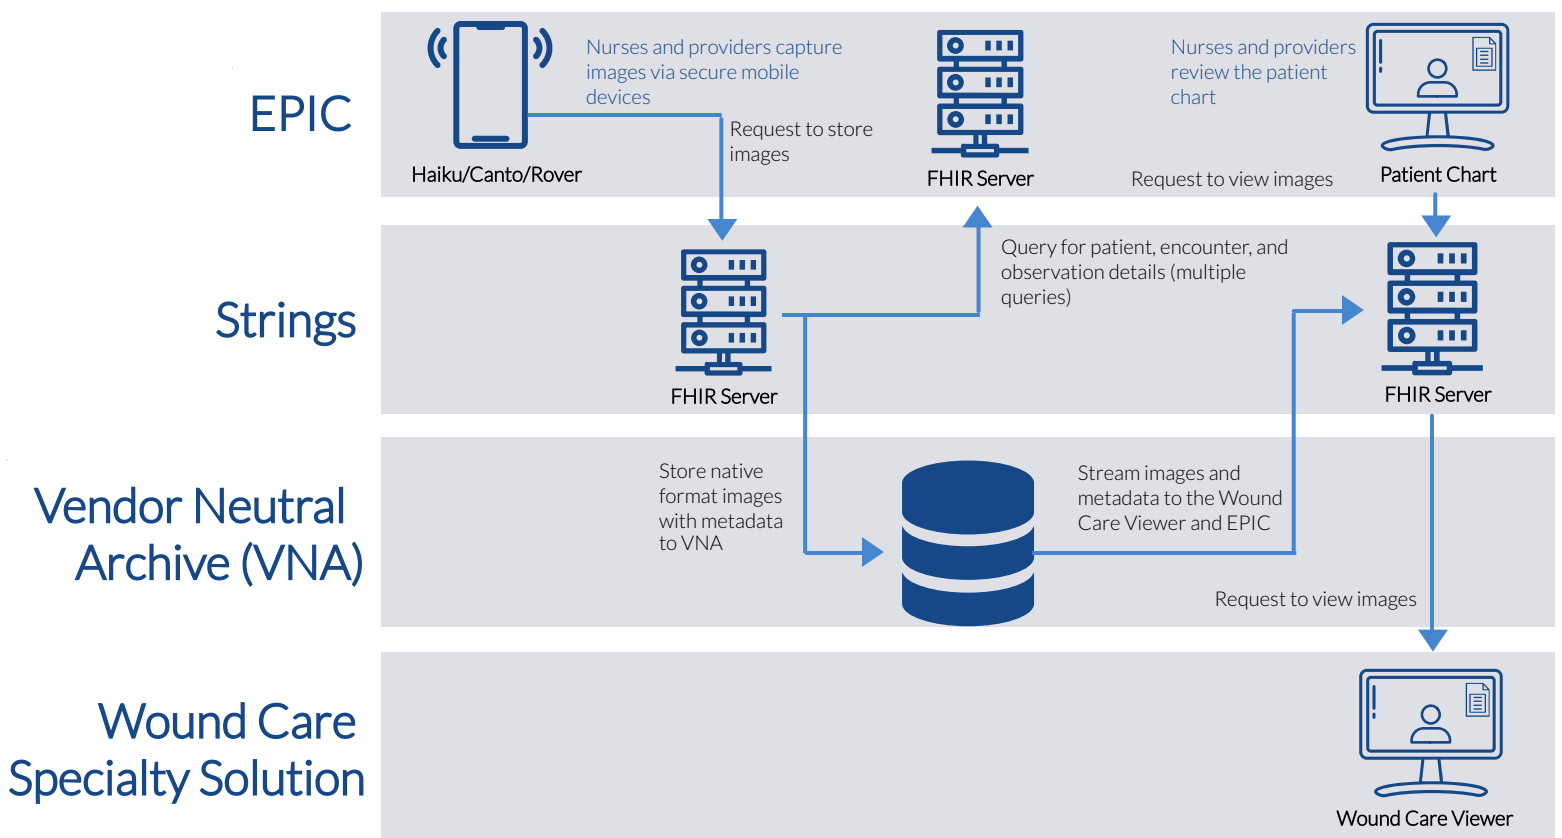 EPIC
Nurses and providers capture
images via secure mobile
devices
Request to store
images
Haiku/Canto/Rover
FHIR Server
Nurses and providers
review the patient
chart
Request to view images
Patient Chart
Strings
FHIR Server
Query for patient, encounter, and
observation details (multiple
queries)
FHIR Server
Vendor Neutral
Archive (VNA)
Store native
format images
with metadata
to VNA
Stream images and
metadata to the Wound
Care Viewer and EPIC
Request to view images
Wound Care
Specialty Solution
Wound Care Viewer